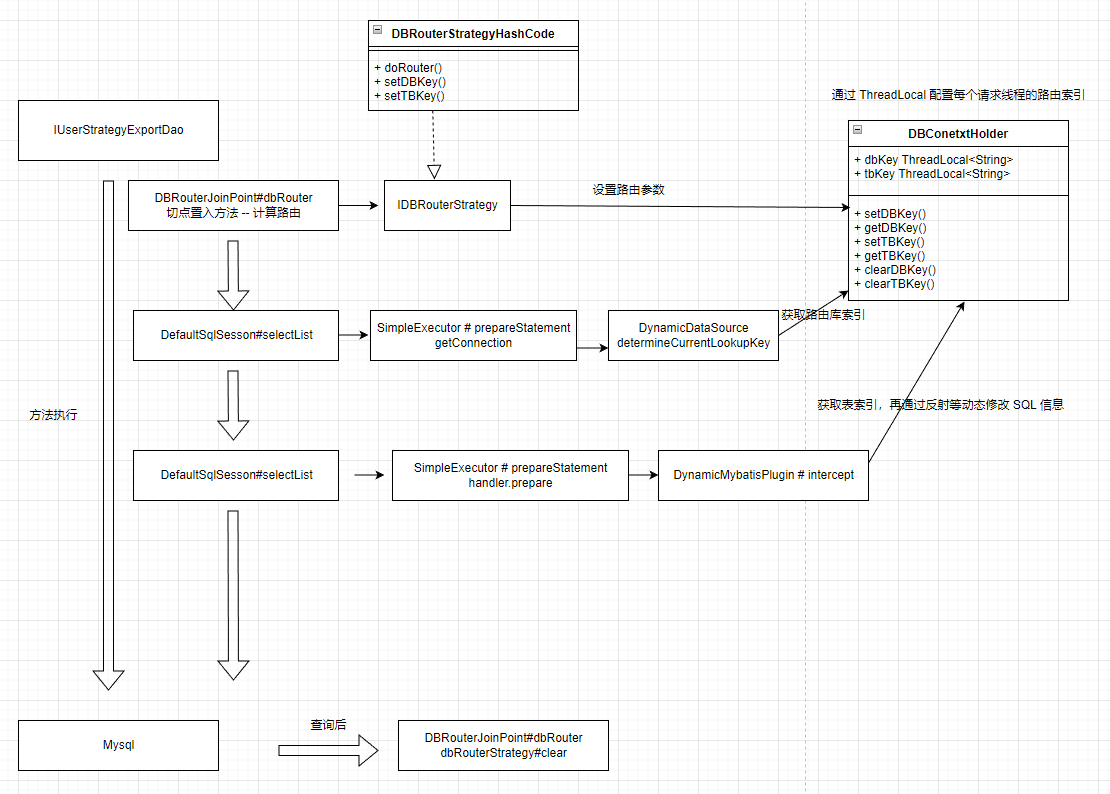 DBRouterStrategyHashCode
+ doRouter()
+ setDBKey()
+ setTBKey()
通过 ThreadLocal 配置每个请求线程的路由索引
IUserStrategyExportDao
DBConetxtHolder
+ dbKey ThreadLocal<String>
+ tbKey ThreadLocal<String>
+ setDBKey()
+ getDBKey()
+ setTBKey()
+ getTBKey()
+ clearDBKey()
+ clearTBKey()
DBRouterJoinPoint#dbRouter
切点置入方法 -- 计算路由
IDBRouterStrategy
设置路由参数
DefaultSqlSesson#selectList
SimpleExecutor # prepareStatement
getConnection
DynamicDataSource
determineCurrentLookupKey
获取路由库索引
方法执行
获取表索引，再通过反射等动态修改 SQL 信息
DefaultSqlSesson#selectList
SimpleExecutor # prepareStatement
handler.prepare
DynamicMybatisPlugin # intercept
Mysql
查询后
DBRouterJoinPoint#dbRouter
dbRouterStrategy#clear